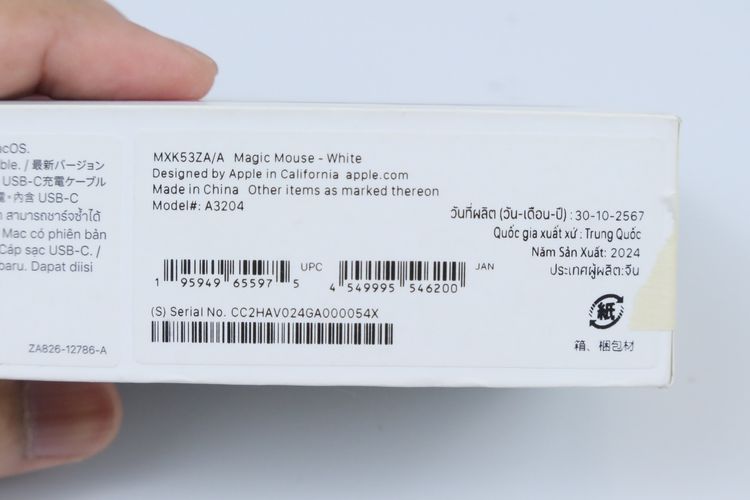 acOS.
ble. / 最新バージョン
USB-C充電ケーブル
電。內含 USB-C
สามารถชาร์จซ้ำได้
Mac có phiên bản
Cáp sạc USB-C. /
baru. Dapat diisi
ZA826-12786-A
MXK53ZA/A Magic Mouse - White
Designed by Apple in California apple.com
Made in China Other items as marked thereon
Model#: A3204
วันที่ผลิต (วัน-เดือน-ปี) : 30-10-2567
Quốc gia xuất xứ : Trung Quốc
Năm Sản Xuất: 2024
ประเทศผู้ผลิต:จีน
1 95949 65597 5 UPC
4 549995 546200 JAN
(S) Serial No. CC2HAV024GA000054X
紙
箱、梱包材